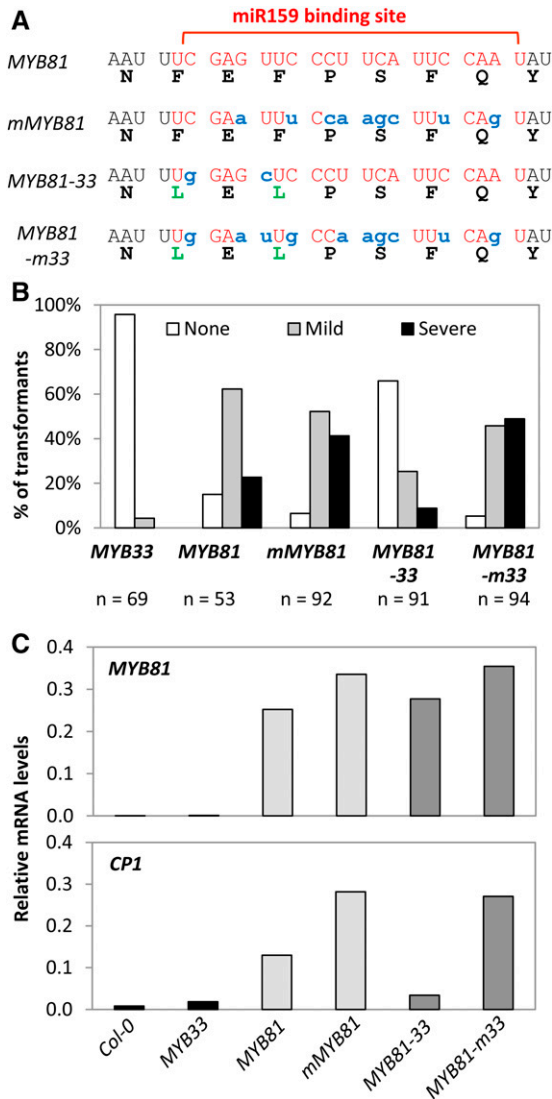 A
miR159 binding site
MYB81 AAU UUC GAG UUC CCU UCA UUC CAA UAU
N F E F P S F Q Y
mMYB81 AAU UUC GAa UUu CCa agc UUu CAg UAU
N F E F P S F Q Y
MYB81-33 AAU UUg GAG cUC CCU UCA UUC CAA UAU
N L E L P S F Q Y
MYB81 -m33 AAU UUg GAa uUg CCa agc UUu CAg UAU
N L E L P S F Q Y
B
100%
80%
60%
40%
20%
0%
% of transformants
None Mild Severe
MYB33 MYB81 mMYB81 MYB81 -33 MYB81 -m33
n = 69 n = 53 n = 92 n = 91 n = 94
C
Relative mRNA levels
MYB81
0.4
0.3
0.2
0.1
0.0
CP1
0.4
0.3
0.2
0.1
0.0
Col-0 MYB33 MYB81 mMYB81 MYB81-33 MYB81-m33